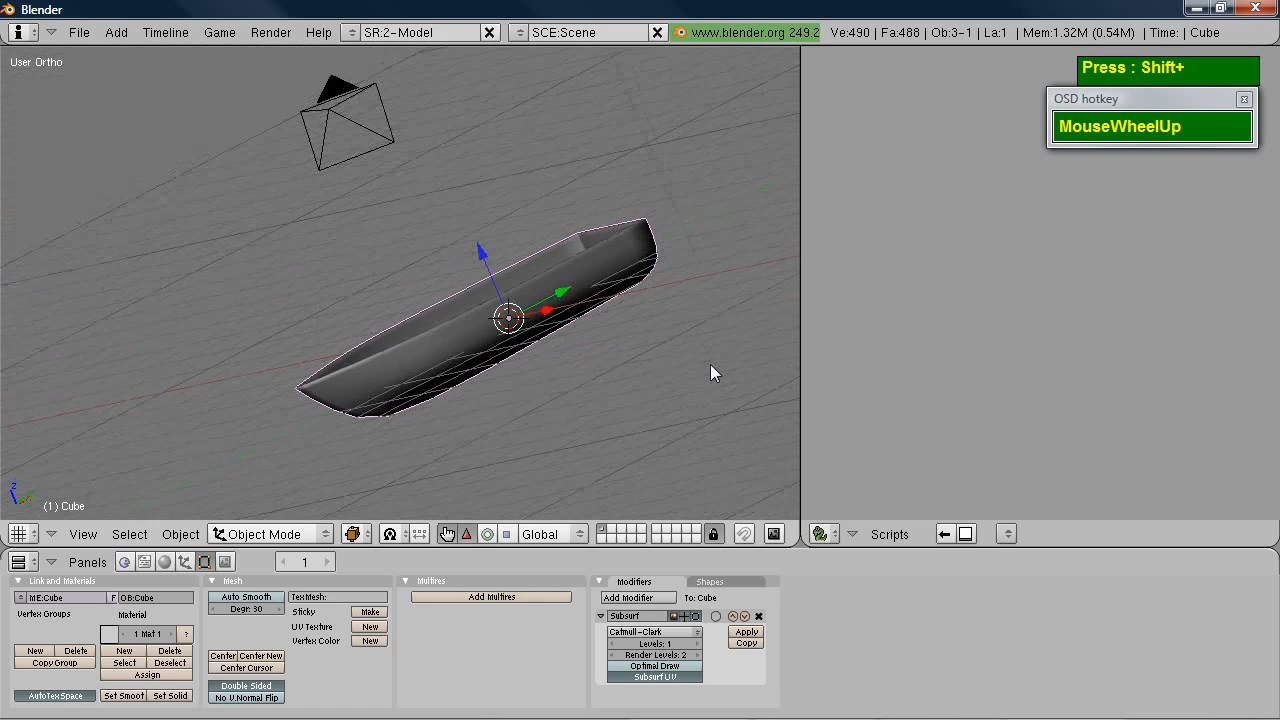 Blender
File Add Timeline Game Render Help SR:2-Model SCE:Scene www.blender.org 249.2 Ve:490 | Fa:488 | Ob:3-1 | La:1 | Mem:1.32M (0.54M) | Time: | Cube
User Ortho
Press : Shift+
OSD hotkey
MouseWheelUp
z
(1) Cube
View Select Object Object Mode Global Scripts
Panels 1
Link and Materials Mesh Multires Modifiers Shapes
ME:Cube F OB:Cube Auto Smooth TexMesh: Add Multires Add Modifier To: Cube
Vertex Groups Material Degr: 30 Sticky Make Subsurf
1 Mat 1 ? UV Texture New Catmull-Clark Apply
Vertex Color New Levels: 1 Copy
New Delete New Delete Center Center New Render Levels: 2
Copy Group Select Deselect Center Cursor Optimal Draw
Assign Subsurf UV
Double Sided
AutoTexSpace Set Smoot Set Solid No V.Normal Flip